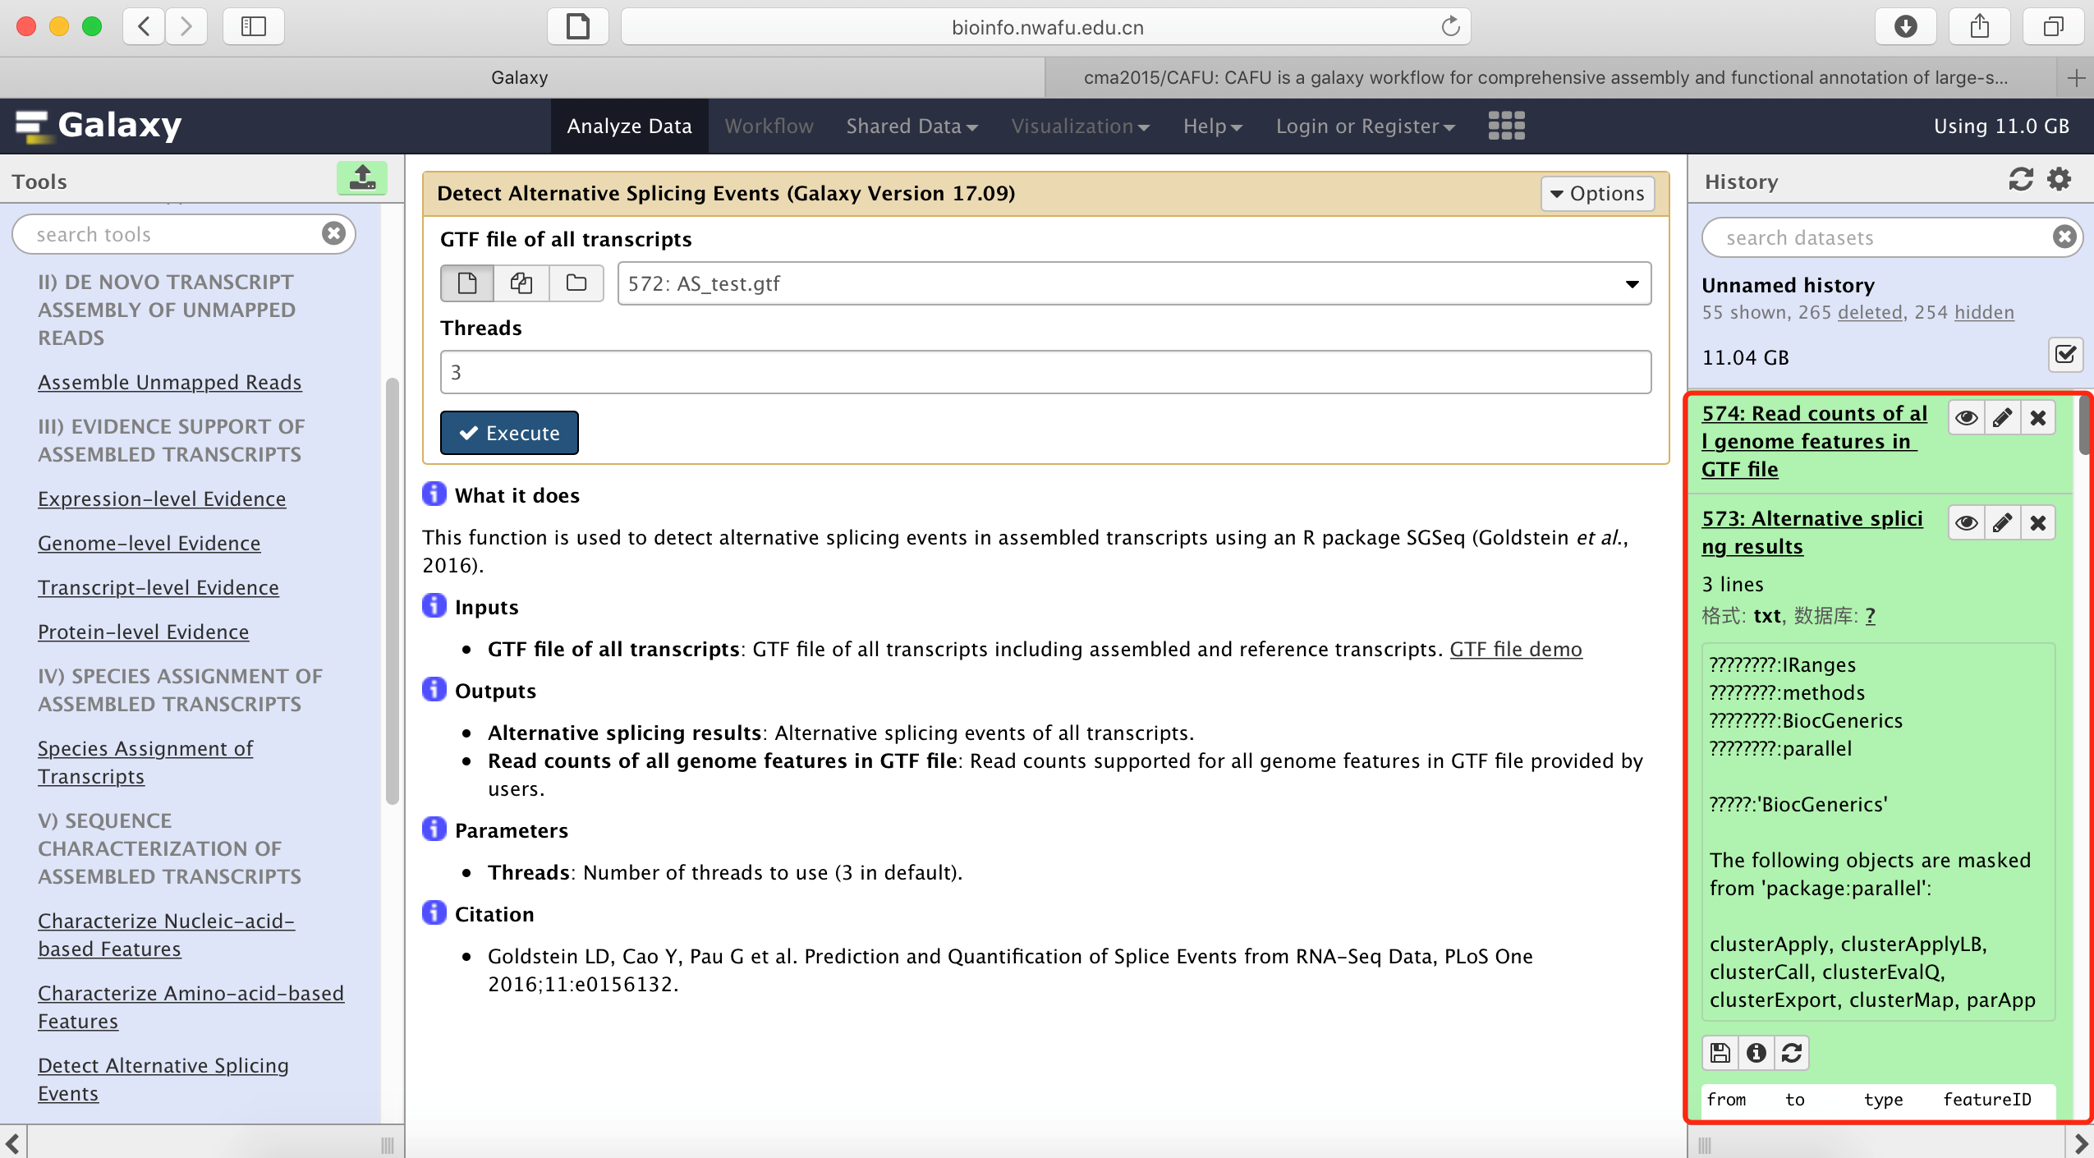 bioinfo.nwafu.edu.cn
Galaxy
cma2015/CAFU: CAFU is a galaxy workflow for comprehensive assembly and functional annotation of large-s...
Galaxy
Analyze Data
Workflow
Shared Data
Visualization
Help
Login or Register
Using 11.0 GB
Tools
search tools
II) DE NOVO TRANSCRIPT
ASSEMBLY OF UNMAPPED
READS
Assemble Unmapped Reads
III) EVIDENCE SUPPORT OF
ASSEMBLED TRANSCRIPTS
Expression-level Evidence
Genome-level Evidence
Transcript-level Evidence
Protein-level Evidence
IV) SPECIES ASSIGNMENT OF
ASSEMBLED TRANSCRIPTS
Species Assignment of
Transcripts
V) SEQUENCE
CHARACTERIZATION OF
ASSEMBLED TRANSCRIPTS
Characterize Nucleic-acid-
based Features
Characterize Amino-acid-based
Features
Detect Alternative Splicing
Events
Detect Alternative Splicing Events (Galaxy Version 17.09)
Options
GTF file of all transcripts
572: AS_test.gtf
Threads
3
Execute
What it does
This function is used to detect alternative splicing events in assembled transcripts using an R package SGSeq (Goldstein et al.,
2016).
Inputs
• GTF file of all transcripts: GTF file of all transcripts including assembled and reference transcripts. GTF file demo
Outputs
• Alternative splicing results: Alternative splicing events of all transcripts.
• Read counts of all genome features in GTF file: Read counts supported for all genome features in GTF file provided by
users.
Parameters
• Threads: Number of threads to use (3 in default).
Citation
• Goldstein LD, Cao Y, Pau G et al. Prediction and Quantification of Splice Events from RNA-Seq Data, PLoS One
2016;11:e0156132.
History
search datasets
Unnamed history
55 shown, 265 deleted, 254 hidden
11.04 GB
574: Read counts of al
l genome features in
GTF file
573: Alternative splici
ng results
3 lines
格式: txt, 数据库: ?
????????:IRanges
????????:methods
????????:BiocGenerics
????????:parallel
?????:'BiocGenerics'
The following objects are masked
from 'package:parallel':
clusterApply, clusterApplyLB,
clusterCall, clusterEvalQ,
clusterExport, clusterMap, parApp
from to type featureID